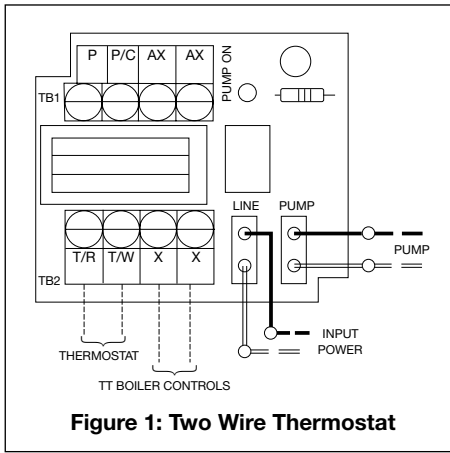 P P/C AX AX
PUMP ON
TB1
LINE PUMP
T/R T/W X X
TB2
PUMP
THERMOSTAT
INPUT
POWER
TT BOILER CONTROLS
Figure 1: Two Wire Thermostat